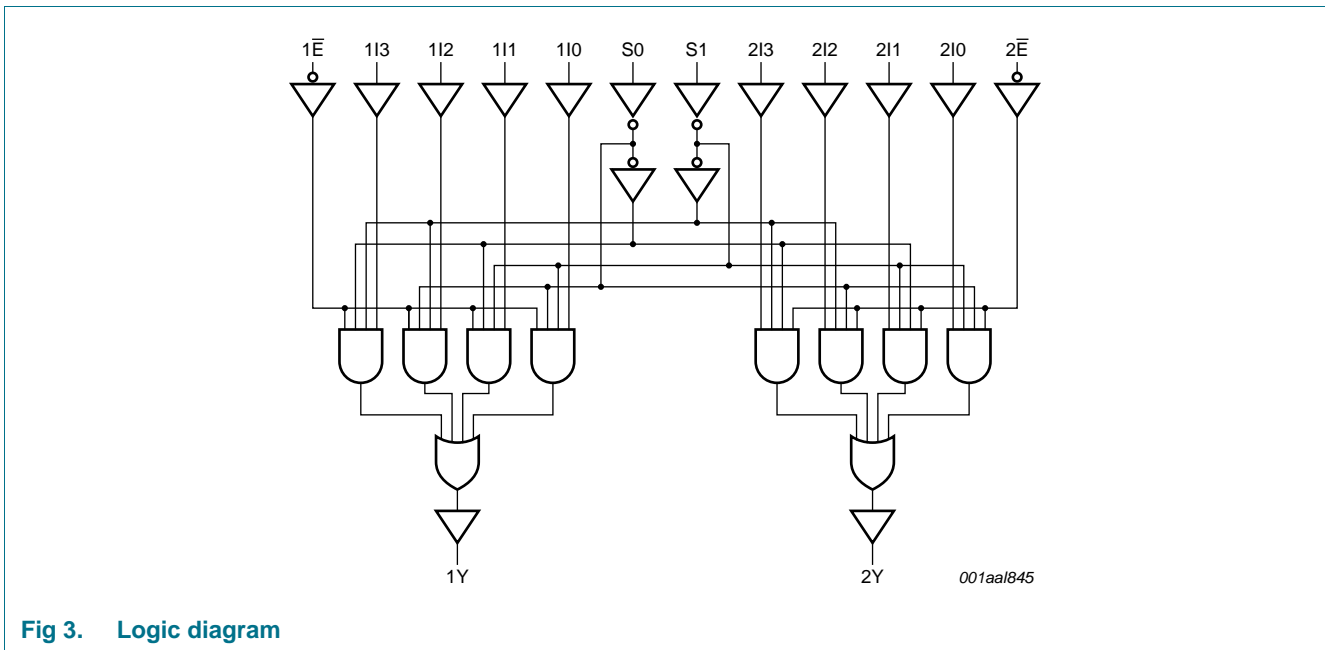 1E̅ 1I3 1I2 1I1 1I0 S0 S1 2I3 2I2 2I1 2I0 2E̅
1Y 2Y 001aal845
Fig 3. Logic diagram